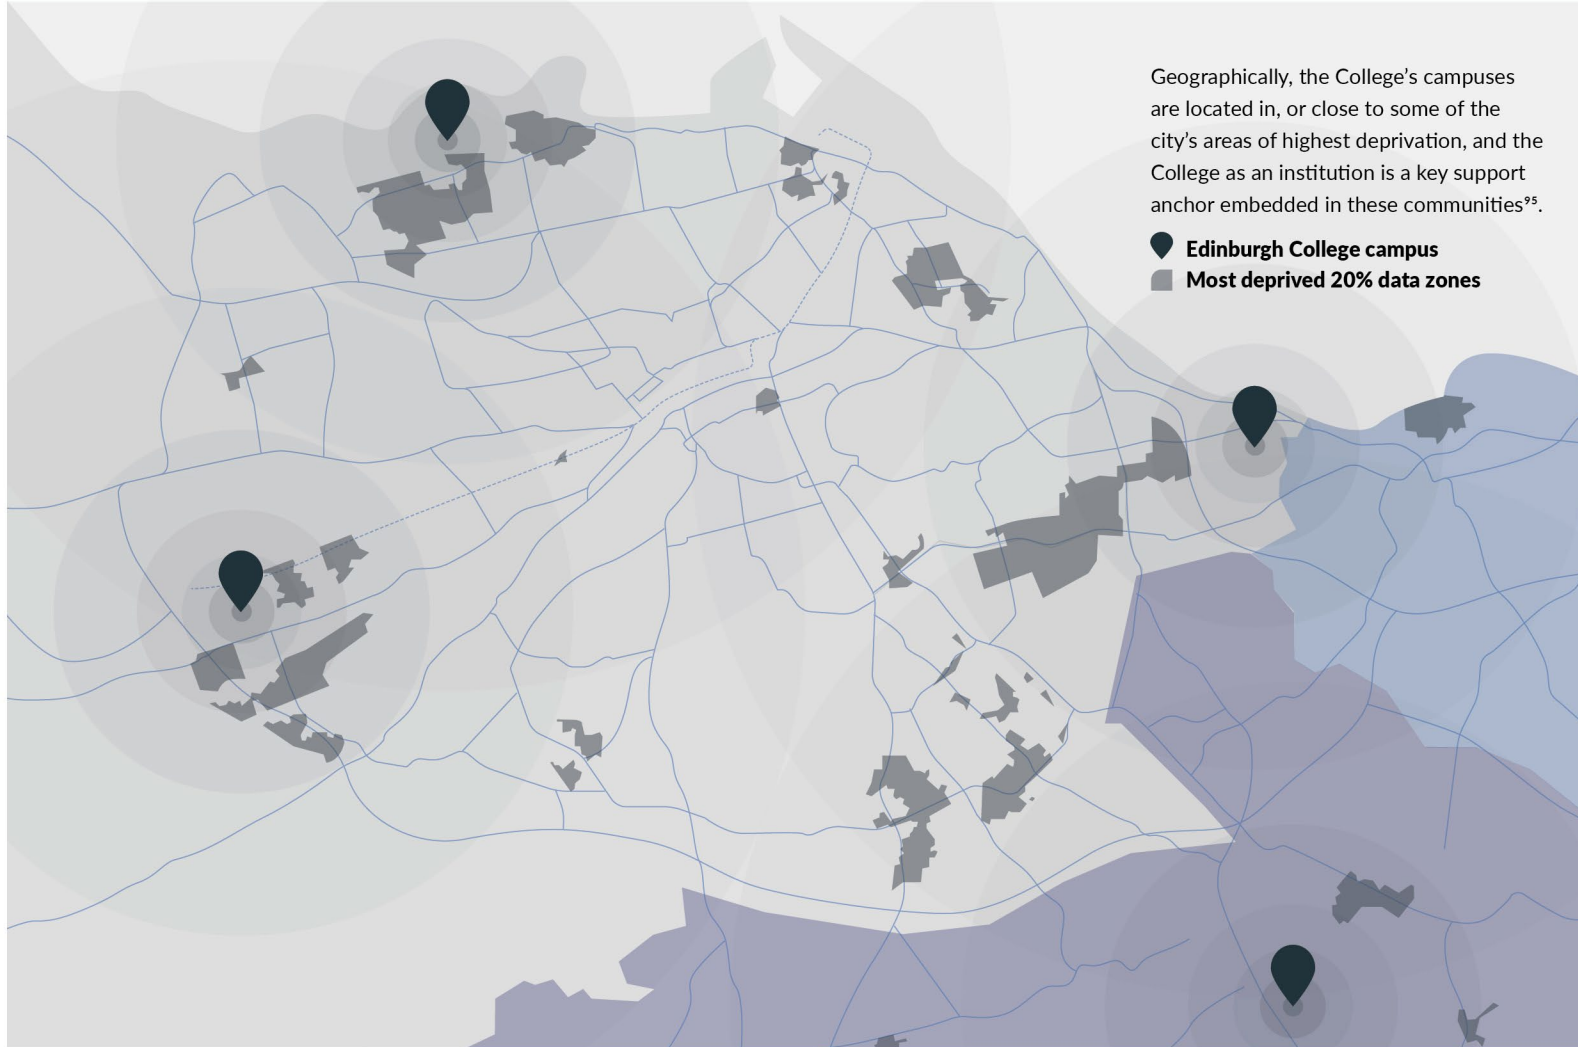 Geographically, the College’s campuses
are located in, or close to some of the
city’s areas of highest deprivation, and the
College as an institution is a key support
anchor embedded in these communities⁹⁵.
Edinburgh College campus
Most deprived 20% data zones